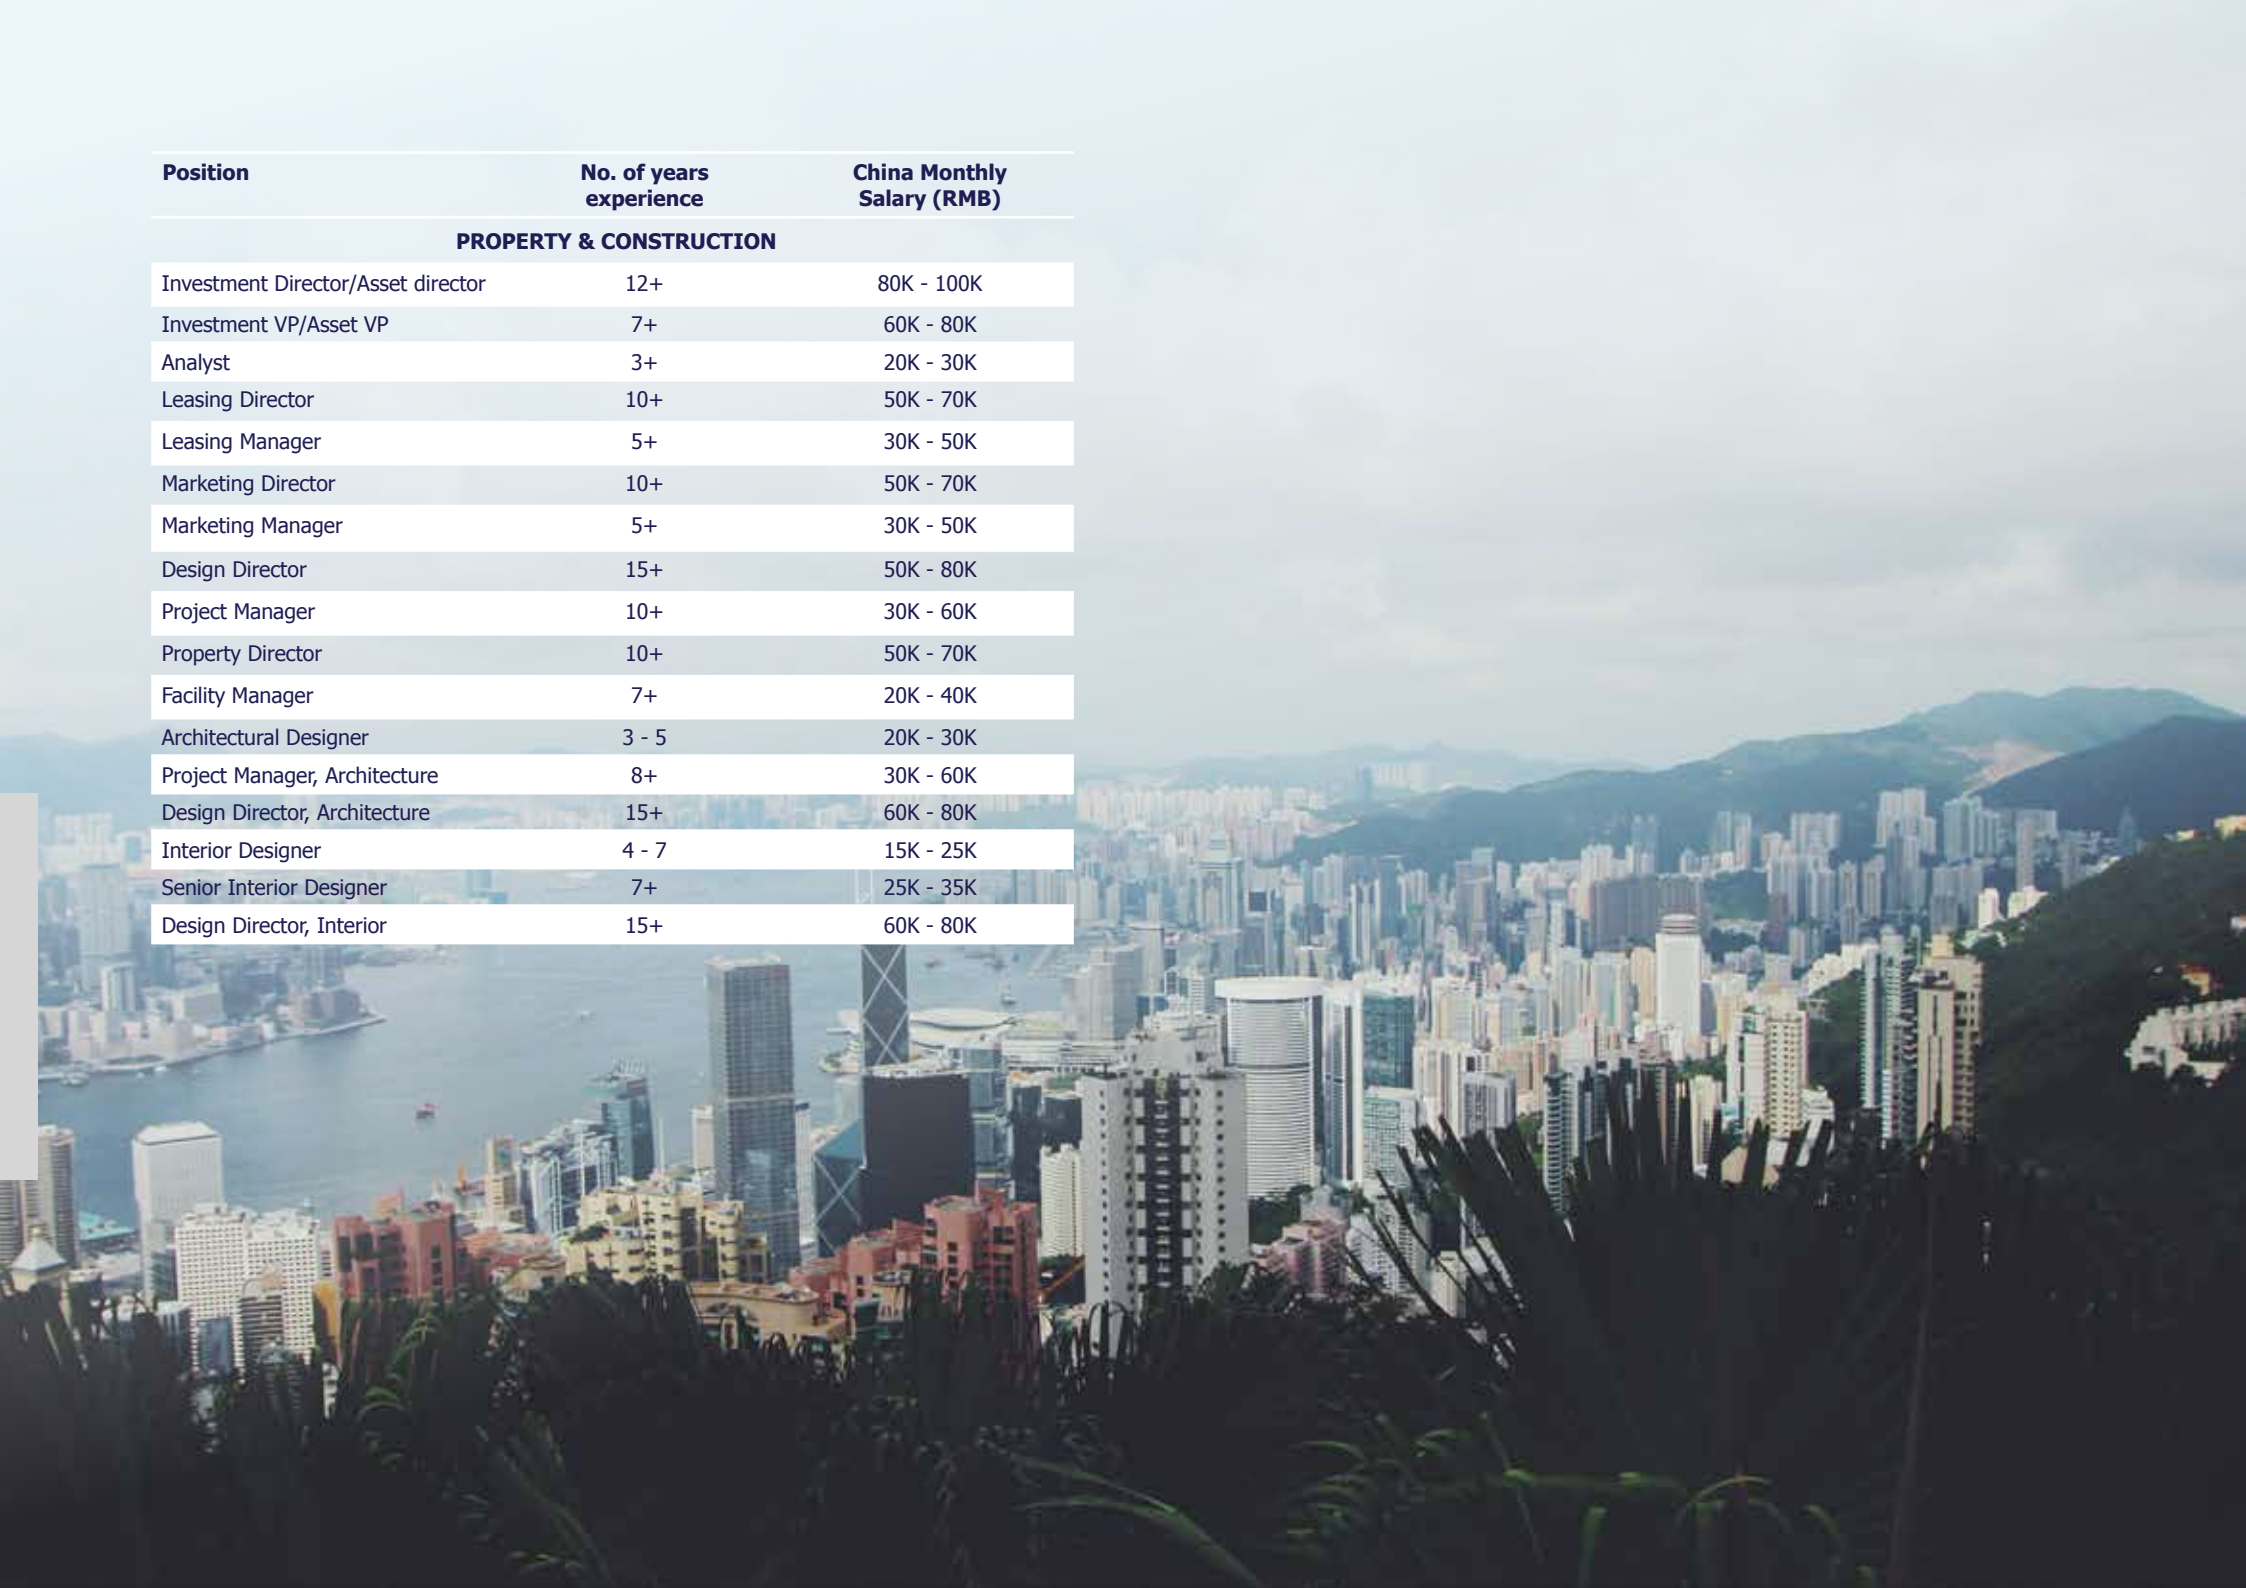 Position No. of years experience China Monthly Salary (RMB)
PROPERTY & CONSTRUCTION
Investment Director/Asset director 12+ 80K - 100K
Investment VP/Asset VP 7+ 60K - 80K
Analyst 3+ 20K - 30K
Leasing Director 10+ 50K - 70K
Leasing Manager 5+ 30K - 50K
Marketing Director 10+ 50K - 70K
Marketing Manager 5+ 30K - 50K
Design Director 15+ 50K - 80K
Project Manager 10+ 30K - 60K
Property Director 10+ 50K - 70K
Facility Manager 7+ 20K - 40K
Architectural Designer 3 - 5 20K - 30K
Project Manager, Architecture 8+ 30K - 60K
Design Director, Architecture 15+ 60K - 80K
Interior Designer 4 - 7 15K - 25K
Senior Interior Designer 7+ 25K - 35K
Design Director, Interior 15+ 60K - 80K